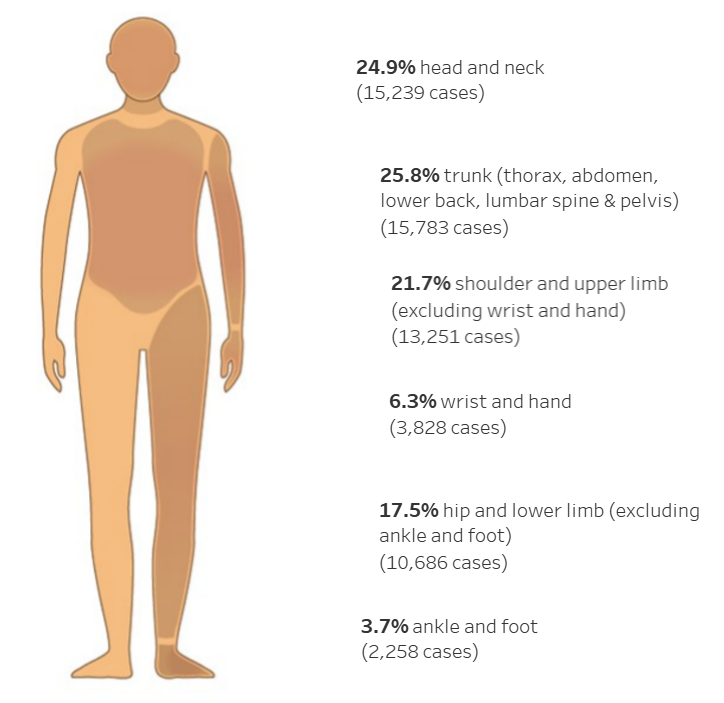 24.9% head and neck
(15,239 cases)
25.8% trunk (thorax, abdomen,
lower back, lumbar spine & pelvis)
(15,783 cases)
21.7% shoulder and upper limb
(excluding wrist and hand)
(13,251 cases)
6.3% wrist and hand
(3,828 cases)
17.5% hip and lower limb (excluding
ankle and foot)
(10,686 cases)
3.7% ankle and foot
(2,258 cases)